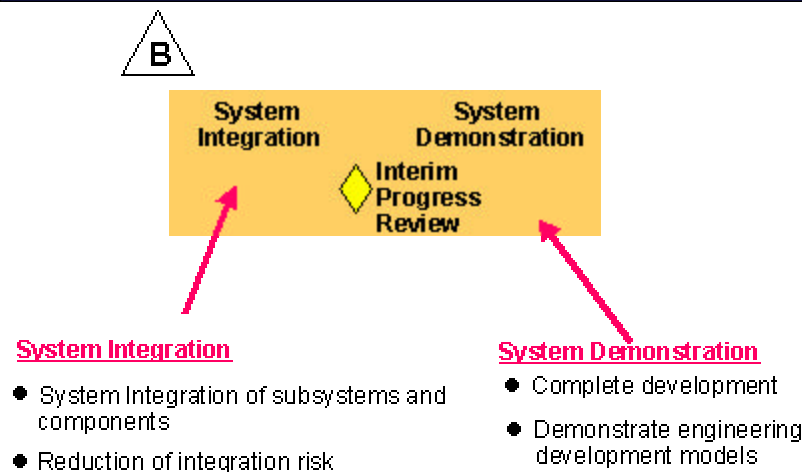 B
System
Integration
System
Demonstration
Interim
Progress
Review
System Integration
● System Integration of subsystems and
components
● Reduction of integration risk
System Demonstration
● Complete development
● Demonstrate engineering
development models